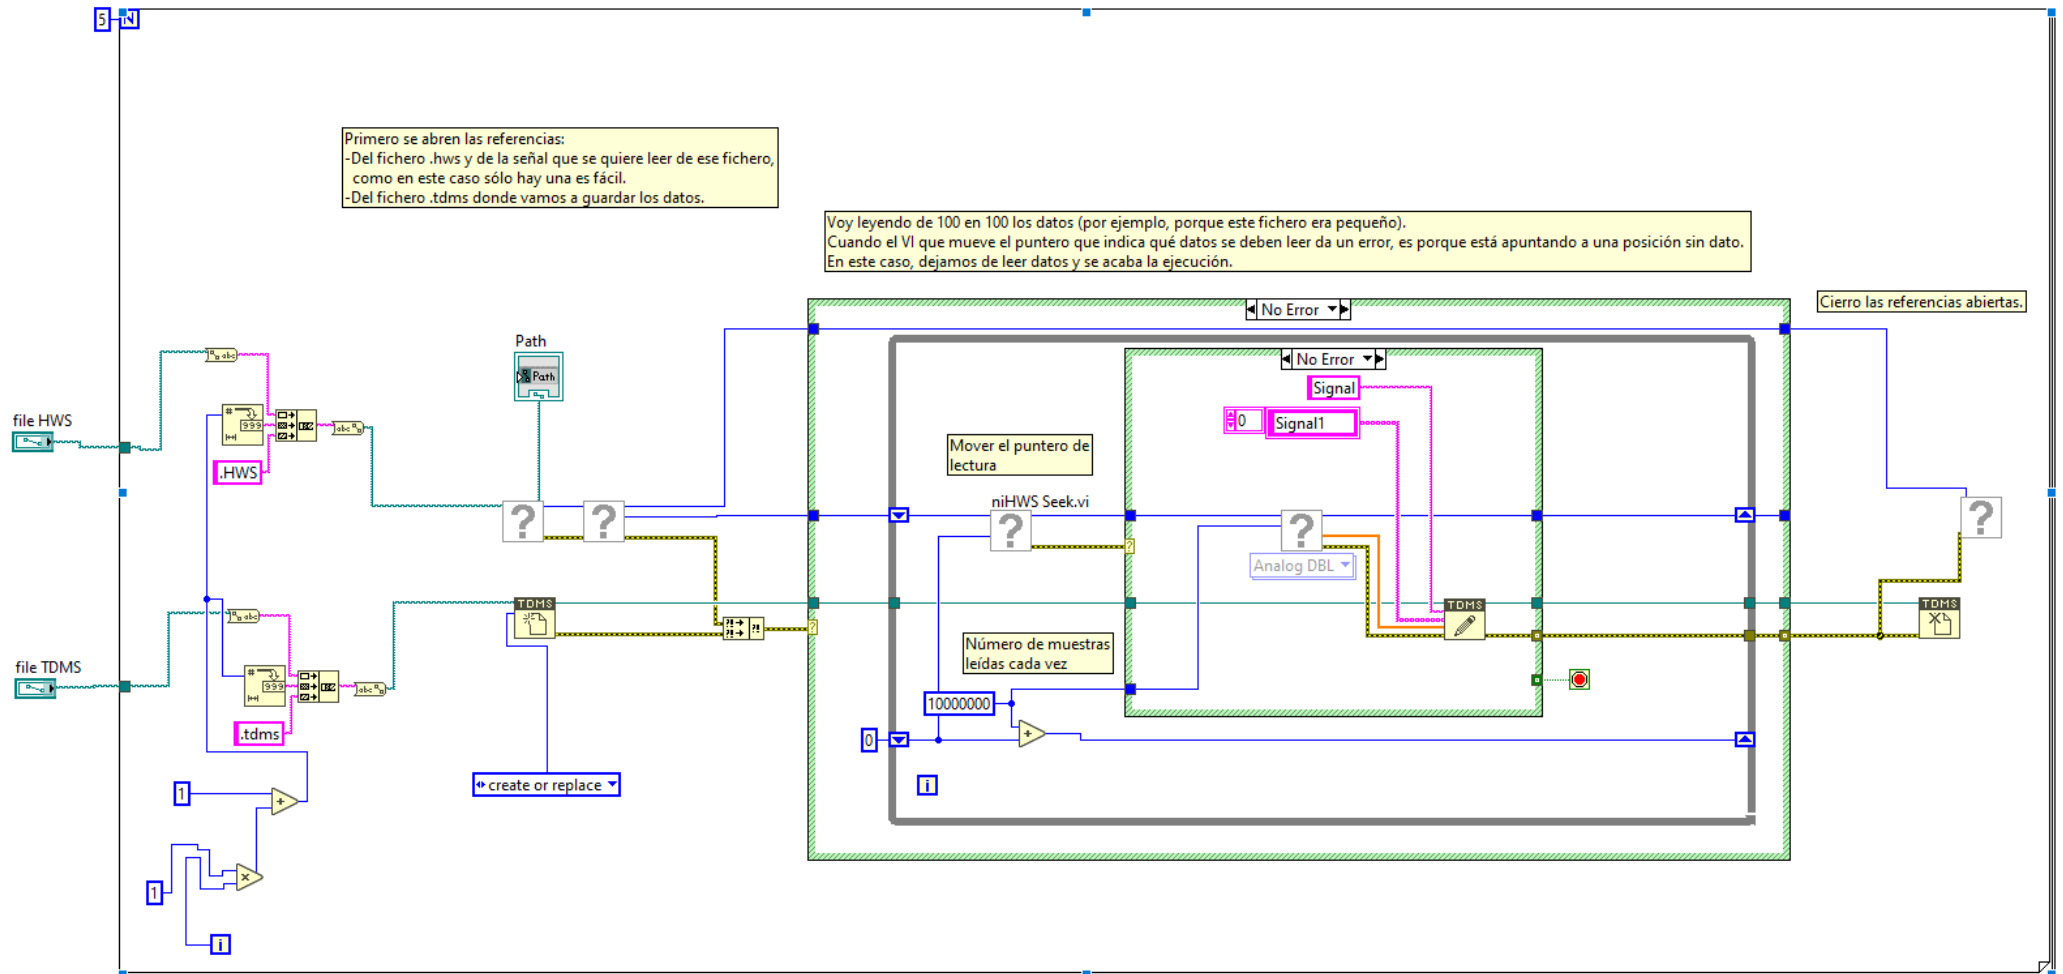 5
N
Primero se abren las referencias:
-Del fichero .hws y de la señal que se quiere leer de ese fichero,
como en este caso sólo hay una es fácil.
-Del fichero .tdms donde vamos a guardar los datos.
Voy leyendo de 100 en 100 los datos (por ejemplo, porque este fichero era pequeño).
Cuando el VI que mueve el puntero que indica qué datos se deben leer da un error, es porque está apuntando a una posición sin dato.
En este caso, dejamos de leer datos y se acaba la ejecución.
Cierro las referencias abiertas.
No Error
No Error
Path
Path
abc
Signal
file HWS
#
999
abc
0
Signal1
.HWS
Mover el puntero de
lectura
niHWS Seek.vi
?
?
?
?
?
?
Analog DBL
TDMS
TDMS
TDMS
abc
?!
?!
?!
?
Número de muestras
leídas cada vez
file TDMS
#
999
abc
10000000
.tdms
+
0
create or replace
i
1
+
x
1
i